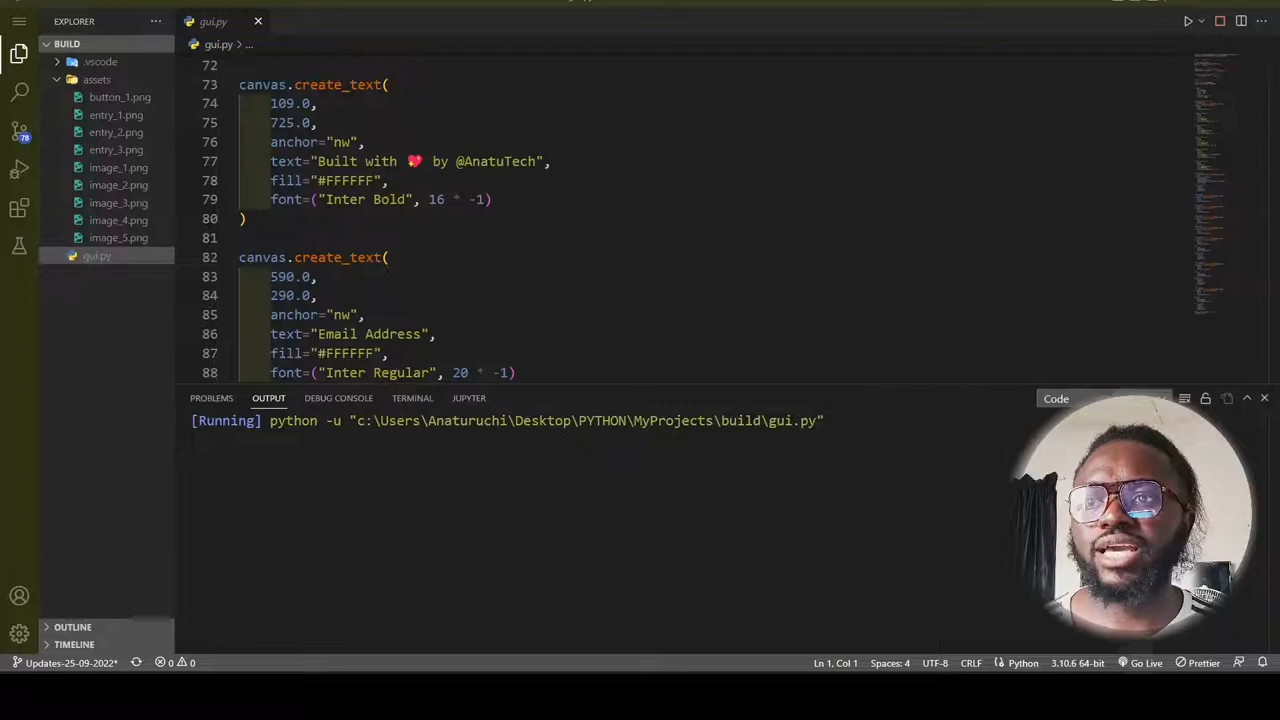 EXPLORER
gui.py
BUILD
gui.py > ...
.vscode
assets
button_1.png
entry_1.png
entry_2.png
entry_3.png
image_1.png
image_2.png
image_3.png
image_4.png
image_5.png
gui.py
78
72
73 canvas.create_text(
74 109.0,
75 725.0,
76 anchor="nw",
77 text="Built with 💖 by @AnatuTech",
78 fill="#FFFFFF",
79 font=("Inter Bold", 16 * -1)
80 )
81
82 canvas.create_text(
83 590.0,
84 290.0,
85 anchor="nw",
86 text="Email Address",
87 fill="#FFFFFF",
88 font=("Inter Regular", 20 * -1)
PROBLEMS OUTPUT DEBUG CONSOLE TERMINAL JUPYTER Code
[Running] python -u "c:\Users\Anaturuchi\Desktop\PYTHON\MyProjects\build\gui.py"
OUTLINE
TIMELINE
Updates-25-09-2022* 0 0 Ln 1, Col 1 Spaces: 4 UTF-8 CRLF Python 3.10.6 64-bit Go Live Prettier